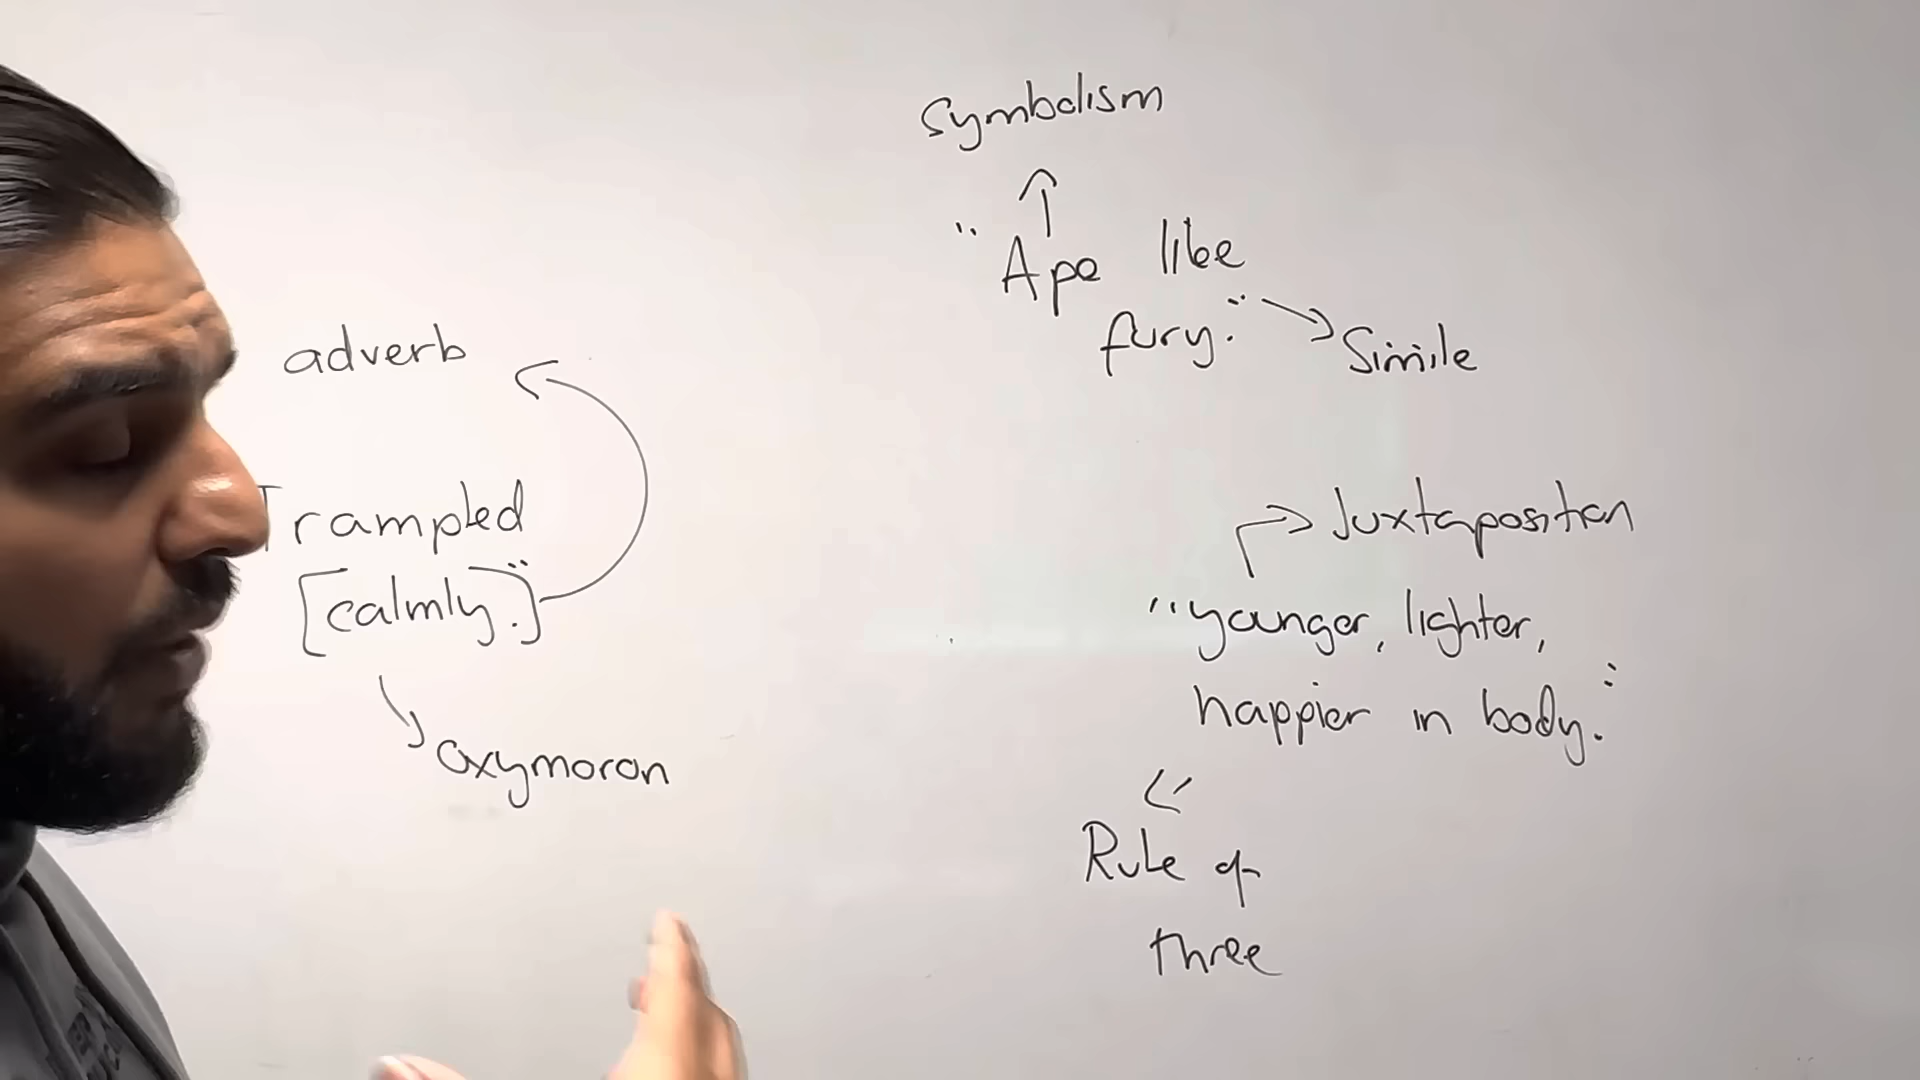 adverb
Trampled
[calmly."]
oxymoron
Symbolism
"Ape like
fury."
Simile
Juxtaposition
"younger, lighter,
happier in body."
Rule of
three